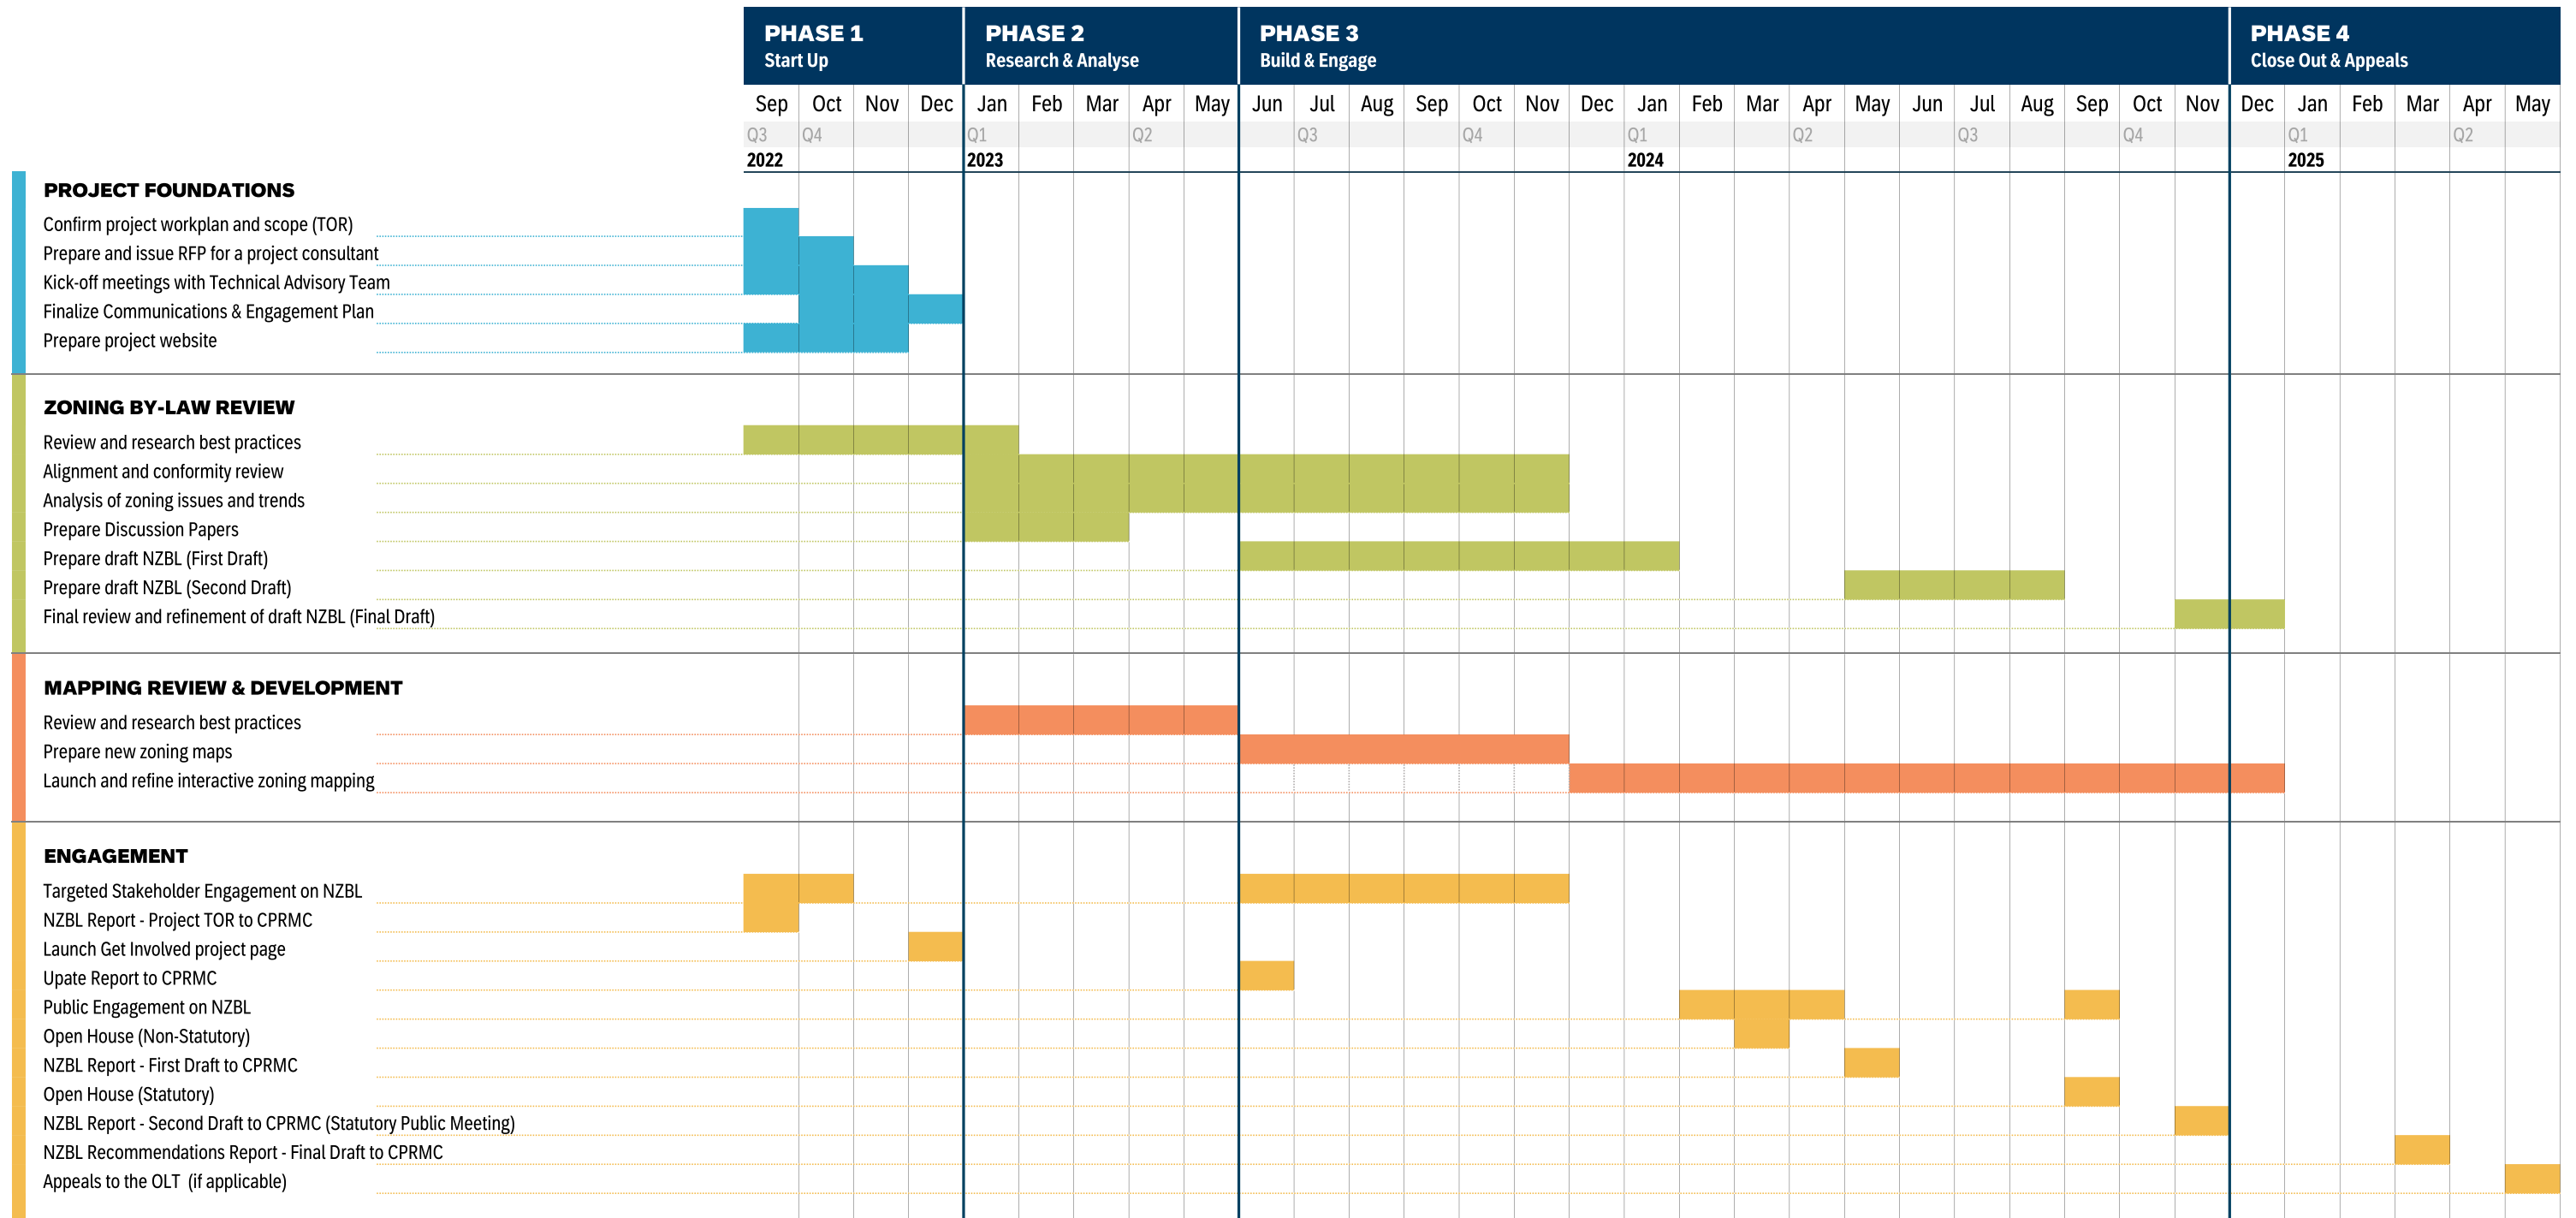 PHASE 1 PHASE 2 PHASE 3 PHASE 4
Start Up Research & Analyse Build & Engage Close Out & Appeals
Sep Oct Nov Dec Jan Feb Mar Apr May Jun Jul Aug Sep Oct Nov Dec Jan Feb Mar Apr May Jun Jul Aug Sep Oct Nov Dec Jan Feb Mar Apr May
Q3 Q4 Q1 Q2 Q3 Q4 Q1 Q2 Q3 Q4 Q1 Q2
2022 2023 2024 2025
PROJECT FOUNDATIONS
Confirm project workplan and scope (TOR)
Prepare and issue RFP for a project consultant
Kick-off meetings with Technical Advisory Team
Finalize Communications & Engagement Plan
Prepare project website
ZONING BY-LAW REVIEW
Review and research best practices
Alignment and conformity review
Analysis of zoning issues and trends
Prepare Discussion Papers
Prepare draft NZBL (First Draft)
Prepare draft NZBL (Second Draft)
Final review and refinement of draft NZBL (Final Draft)
MAPPING REVIEW & DEVELOPMENT
Review and research best practices
Prepare new zoning maps
Launch and refine interactive zoning mapping
ENGAGEMENT
Targeted Stakeholder Engagement on NZBL
NZBL Report - Project TOR to CPRMC
Launch Get Involved project page
Upate Report to CPRMC
Public Engagement on NZBL
Open House (Non-Statutory)
NZBL Report - First Draft to CPRMC
Open House (Statutory)
NZBL Report - Second Draft to CPRMC (Statutory Public Meeting)
NZBL Recommendations Report - Final Draft to CPRMC
Appeals to the OLT (if applicable)